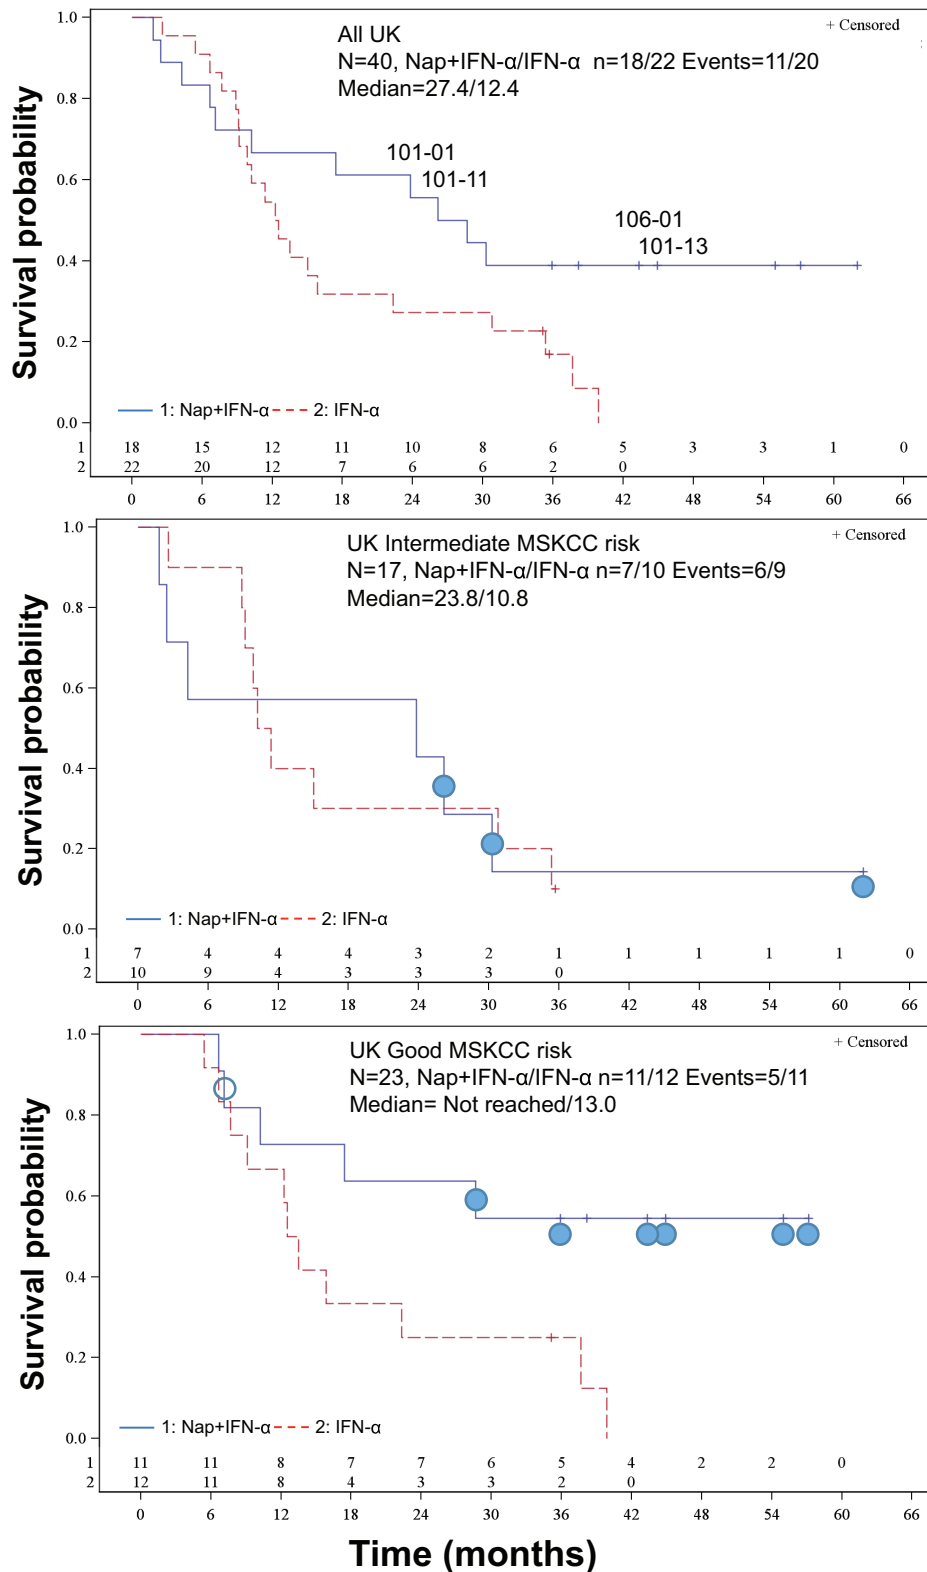 1.0
0.8
0.6
0.4
0.2
0.0
Survival probability
All UK
N=40, Nap+IFN-α/IFN-α n=18/22 Events=11/20
Median=27.4/12.4
+ Censored
101-01
101-11
106-01
101-13
1: Nap+IFN-α 2: IFN-α
1 18 15 12 11 10 8 6 5 3 3 1 0
2 22 20 12 7 6 6 2 0
0 6 12 18 24 30 36 42 48 54 60 66
1.0
0.8
0.6
0.4
0.2
0.0
Survival probability
UK Intermediate MSKCC risk
N=17, Nap+IFN-α/IFN-α n=7/10 Events=6/9
Median=23.8/10.8
+ Censored
1: Nap+IFN-α 2: IFN-α
1 7 4 4 4 3 2 1 1 1 1 1 0
2 10 9 4 3 3 3 0
0 6 12 18 24 30 36 42 48 54 60 66
1.0
0.8
0.6
0.4
0.2
0.0
Survival probability
UK Good MSKCC risk
N=23, Nap+IFN-α/IFN-α n=11/12 Events=5/11
Median= Not reached/13.0
+ Censored
1: Nap+IFN-α 2: IFN-α
1 11 11 8 7 7 6 5 4 2 2 0
2 12 11 8 4 3 3 2 0
0 6 12 18 24 30 36 42 48 54 60 66
Time (months)